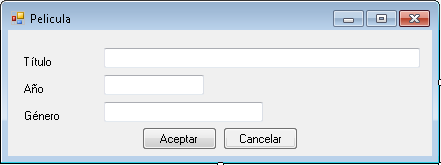 Pelicula
Título
Año
Género
Aceptar Cancelar